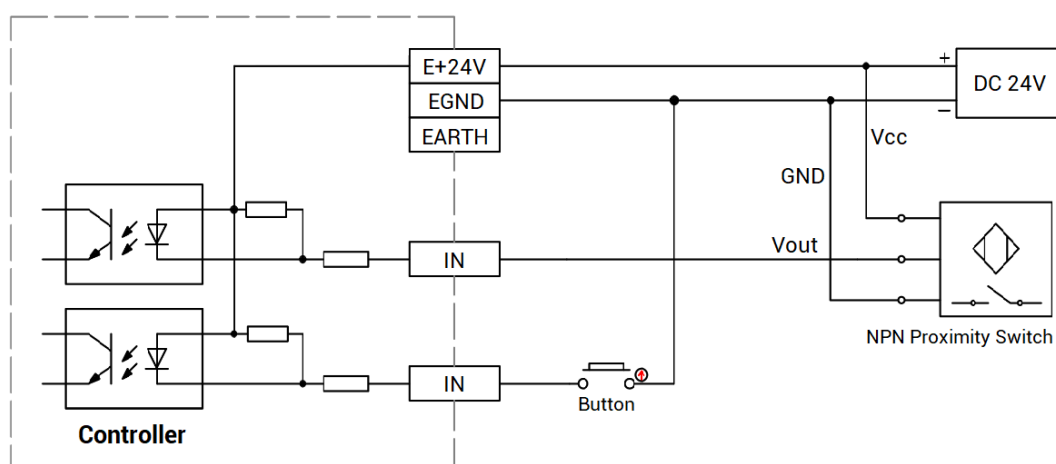 E+24V
EGND
EARTH
+
DC 24V
−
Vcc
GND
Vout
IN
NPN Proximity Switch
IN
Button
Controller